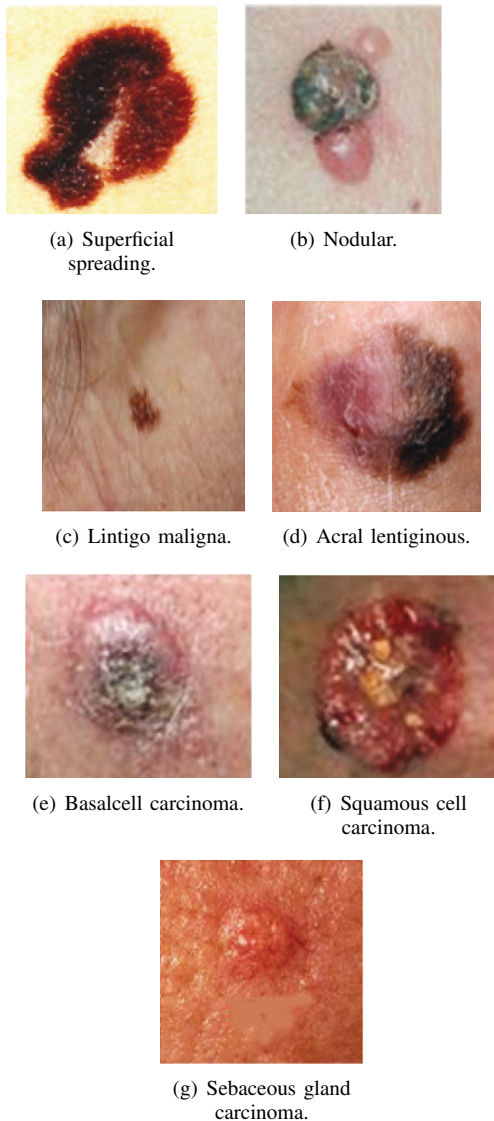 (a) Superficial
spreading.
(b) Nodular.
(c) Lintigo maligna.
(d) Acral lentiginous.
(e) Basalcell carcinoma.
(f) Squamous cell
carcinoma.
(g) Sebaceous gland
carcinoma.